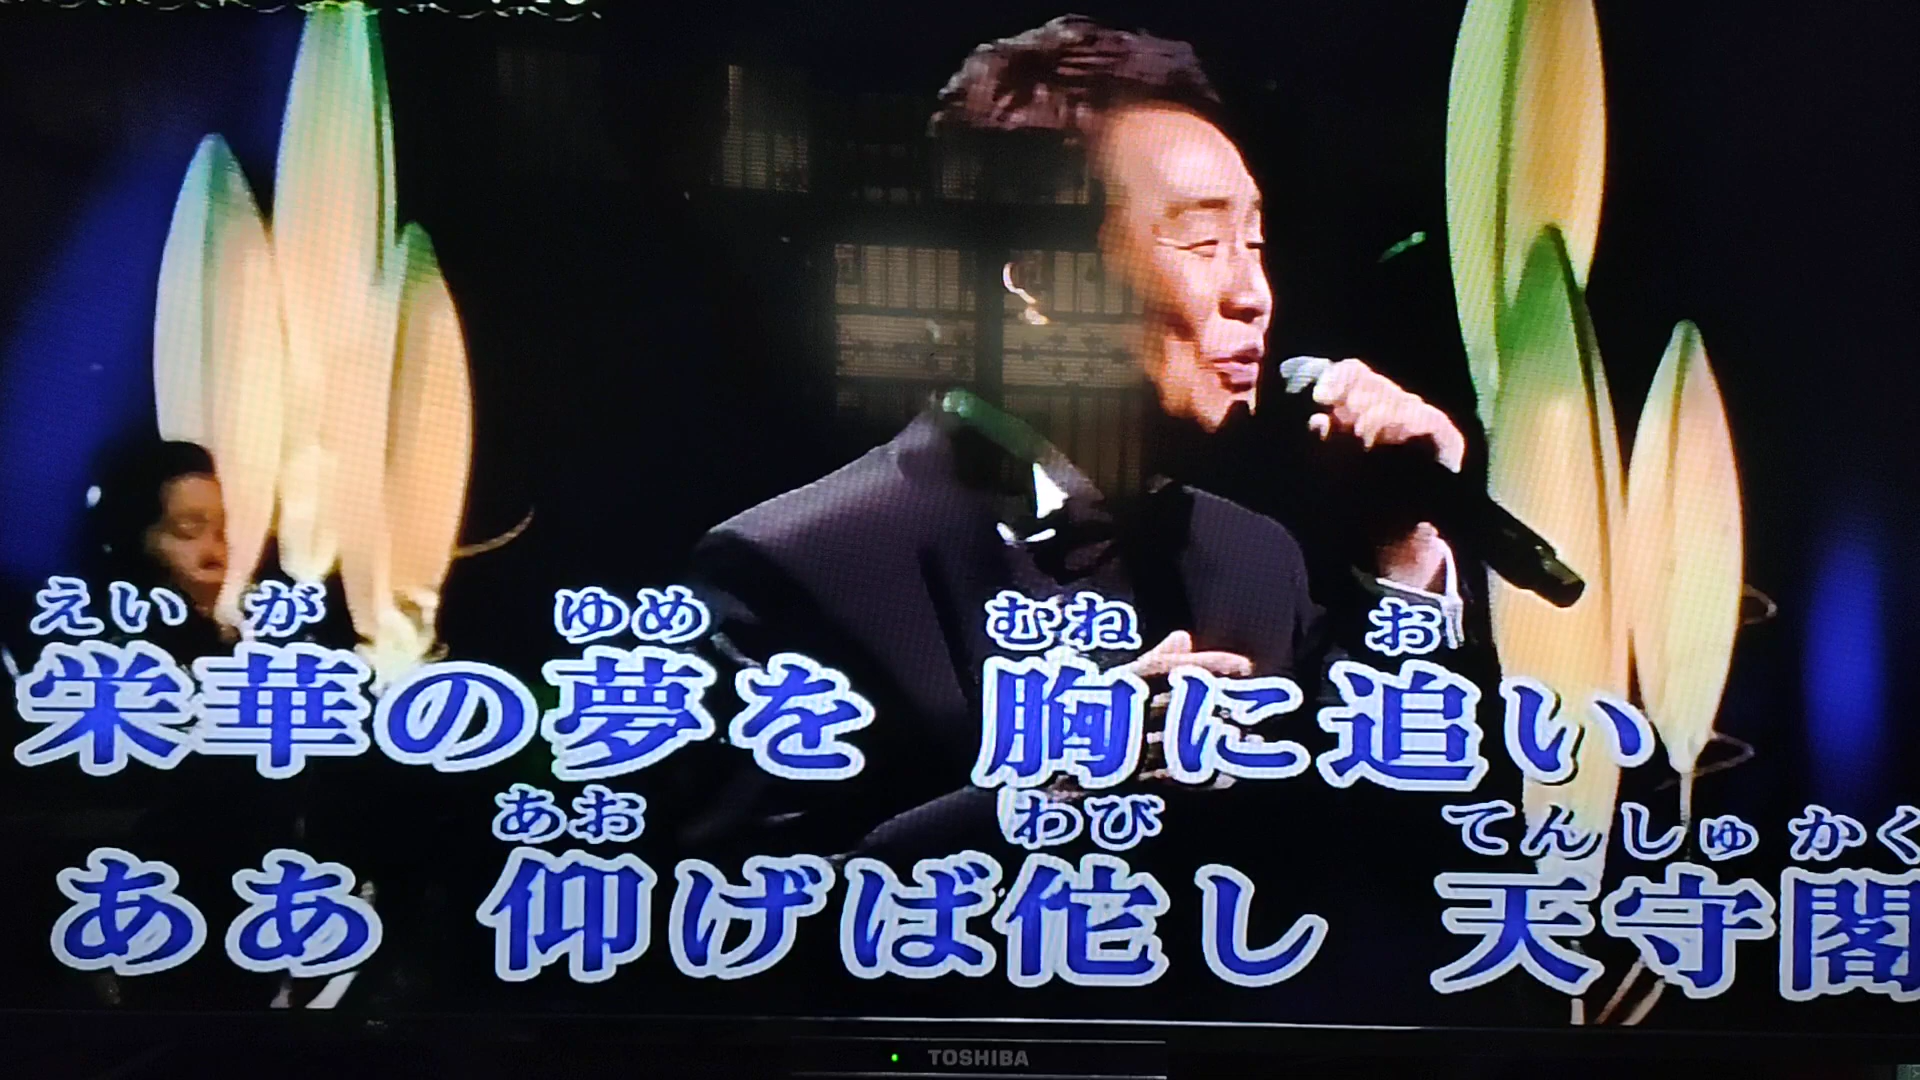 えい が ゆめ むね お
栄華の夢を 胸に追い
あお わび てんしゅ かく
ああ 仰げば侘し 天守閣
TOSHIBA